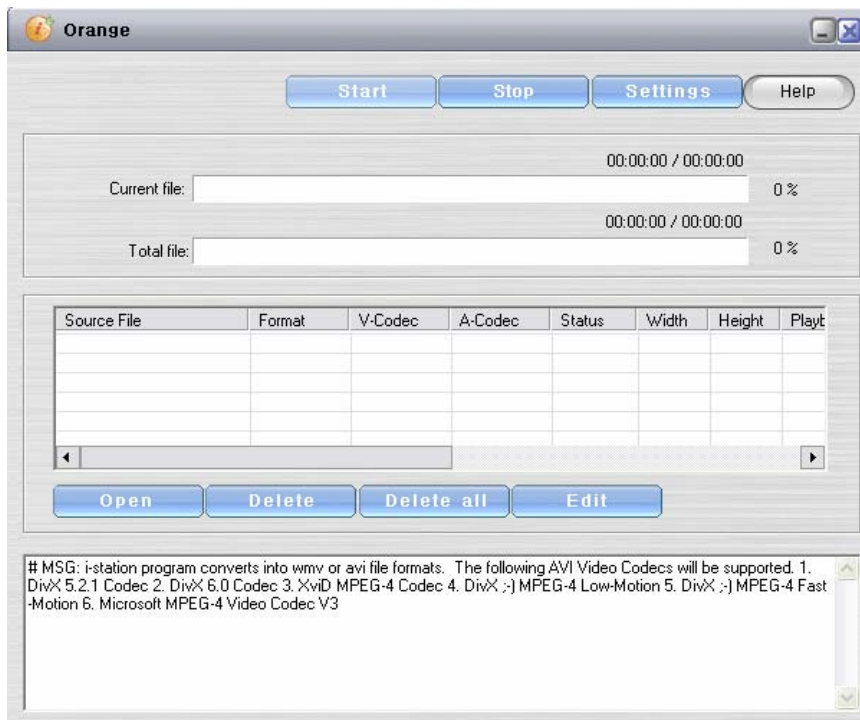 Orange
Start Stop Settings Help
00:00:00 / 00:00:00
Current file: 0 %
00:00:00 / 00:00:00
Total file: 0 %
Source File Format V-Codec A-Codec Status Width Height Playb
Open Delete Delete all Edit
# MSG: i-station program converts into wmv or avi file formats. The following AVI Video Codecs will be supported. 1.
DivX 5.2.1 Codec 2. DivX 6.0 Codec 3. XviD MPEG-4 Codec 4. DivX ;-) MPEG-4 Low-Motion 5. DivX ;-) MPEG-4 Fast
-Motion 6. Microsoft MPEG-4 Video Codec V3